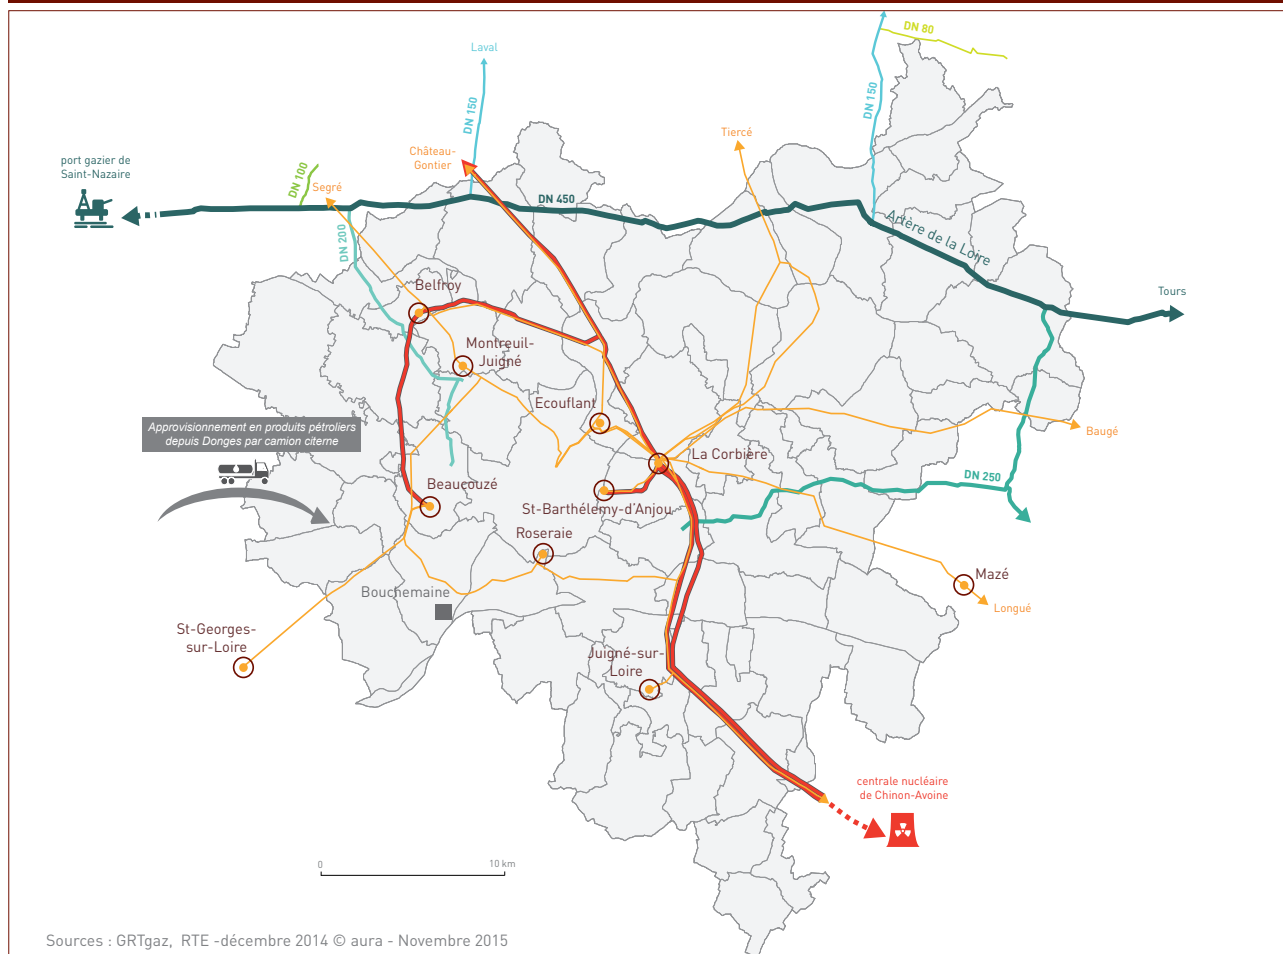 DN 80
Laval
DN 150
DN 150
Tiercé
Château-
Gontier
port gazier de
Saint-Nazaire
DN 100
Segré
DN 450
DN 200
Artère de la Loire
Belfroy
Tours
Montreuil-
Juigné
Ecouflant
Approvisionnement en produits pétroliers
depuis Donges par camion citerne
Baugé
La Corbière
DN 250
Beaucouzé
St-Barthélemy-d'Anjou
Roseraie
Mazé
Bouchemaine
Longué
St-Georges-
sur-Loire
Juigné-sur-
Loire
centrale nucléaire
de Chinon-Avoine
0
10 km
Sources : GRTgaz, RTE -décembre 2014 © aura - Novembre 2015